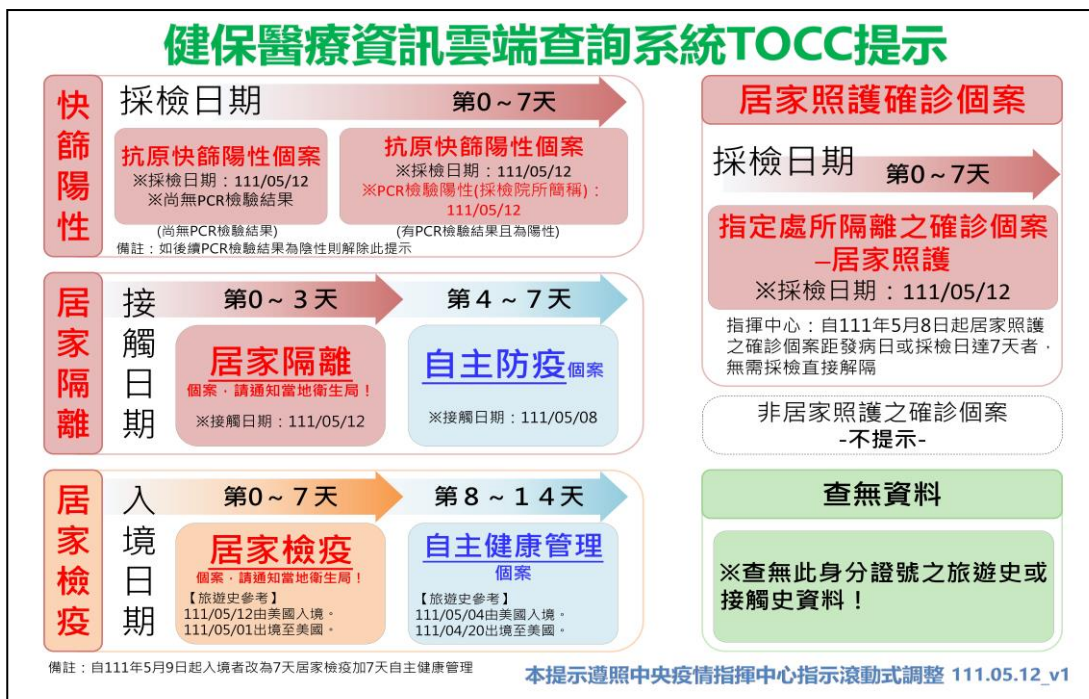 健保醫療資訊雲端查詢系統TOCC提示
快篩陽性
採檢日期
第0～7天
抗原快篩陽性個案
※採檢日期：111/05/12
※尚無PCR檢驗結果
(尚無PCR檢驗結果)
抗原快篩陽性個案
※採檢日期：111/05/12
※PCR檢驗陽性(採檢院所簡稱)：
111/05/12
(有PCR檢驗結果且為陽性)
備註：如後續PCR檢驗結果為陰性則解除此提示
居家隔離
接觸日期
第0～3天
第4～7天
居家隔離
個案，請通知當地衛生局！
※接觸日期：111/05/12
自主防疫個案
※接觸日期：111/05/08
居家檢疫
入境日期
第0～7天
第8～14天
居家檢疫
個案，請通知當地衛生局！
【旅遊史參考】
111/05/12由美國入境。
111/05/01出境至美國。
自主健康管理
個案
【旅遊史參考】
111/05/04由美國入境。
111/04/20出境至美國。
備註：自111年5月9日起入境者改為7天居家檢疫加7天自主健康管理
居家照護確診個案
採檢日期
第0～7天
指定處所隔離之確診個案
–居家照護
※採檢日期：111/05/12
指揮中心：自111年5月8日起居家照護
之確診個案距發病日或採檢日達7天者，
無需採檢直接解隔
非居家照護之確診個案
-不提示-
查無資料
※查無此身分證號之旅遊史或
接觸史資料！
本提示遵照中央疫情指揮中心指示滾動式調整 111.05.12_v1